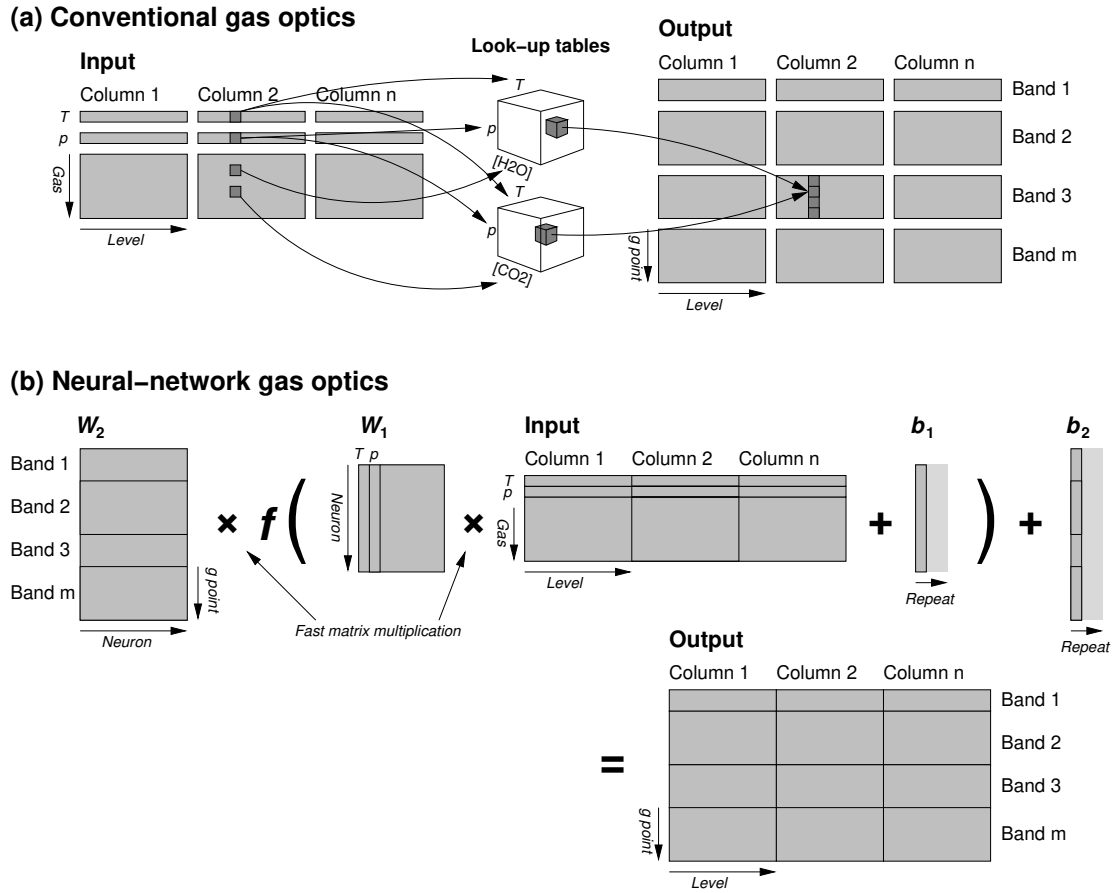 (a) Conventional gas optics
Input
Look−up tables
Output
Column 1 Column 2 Column n
T
p
Gas
Level
T
p
[H2O]
T
p
[CO2]
Column 1 Column 2 Column n
Band 1
Band 2
Band 3
Band m
g point
Level
(b) Neural−network gas optics
W2
Band 1
Band 2
Band 3
Band m
g point
Neuron
× f (
W1
T p
Neuron
×
Fast matrix multiplication
Input
Column 1 Column 2 Column n
T
p
Gas
Level
+
b1
Repeat
) +
b2
Repeat
=
Output
Column 1 Column 2 Column n
Band 1
Band 2
Band 3
Band m
g point
Level